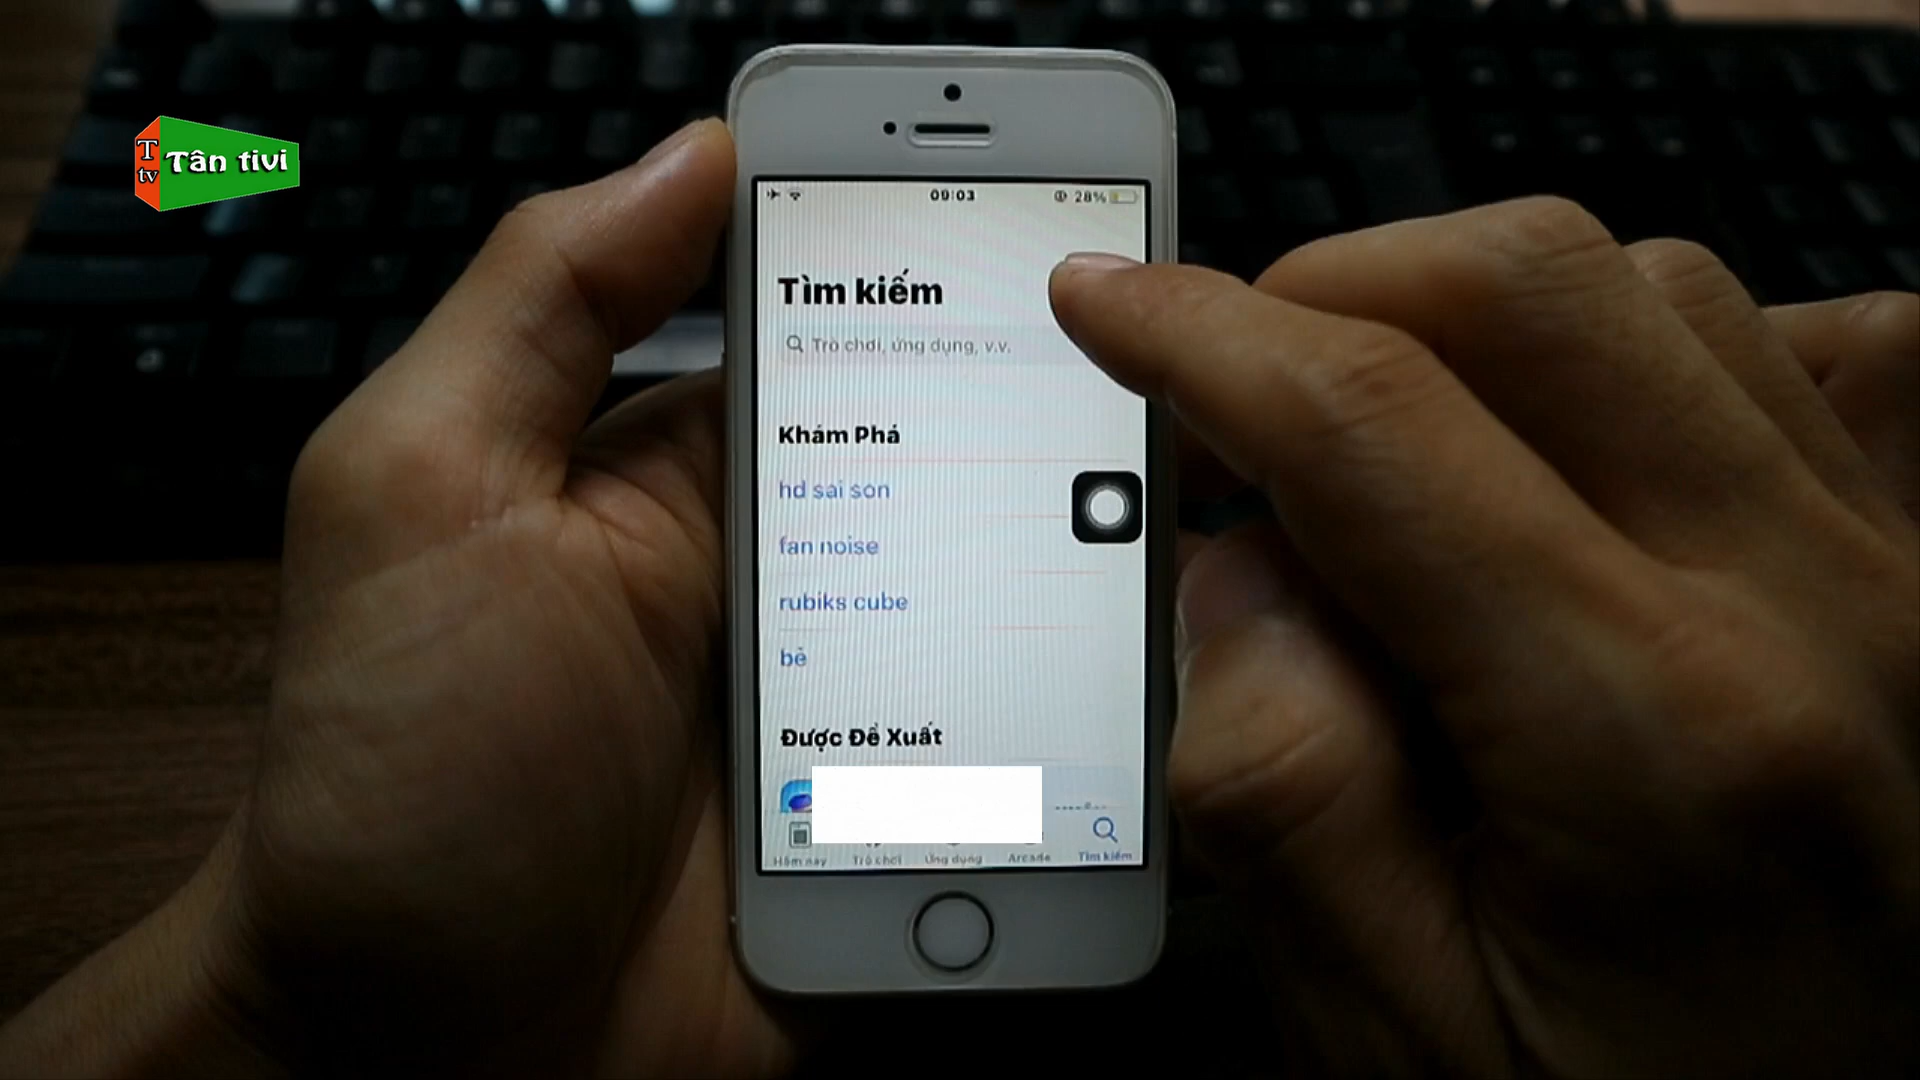 T
tv
Tân tivi
09:03
28%
Tìm kiếm
Trò chơi, ứng dụng, v.v.
Khám Phá
hd sai son
fan noise
rubiks cube
bé
Được Đề Xuất
Hôm nay
Trò chơi
Ứng dụng
Arcade
Tìm kiếm